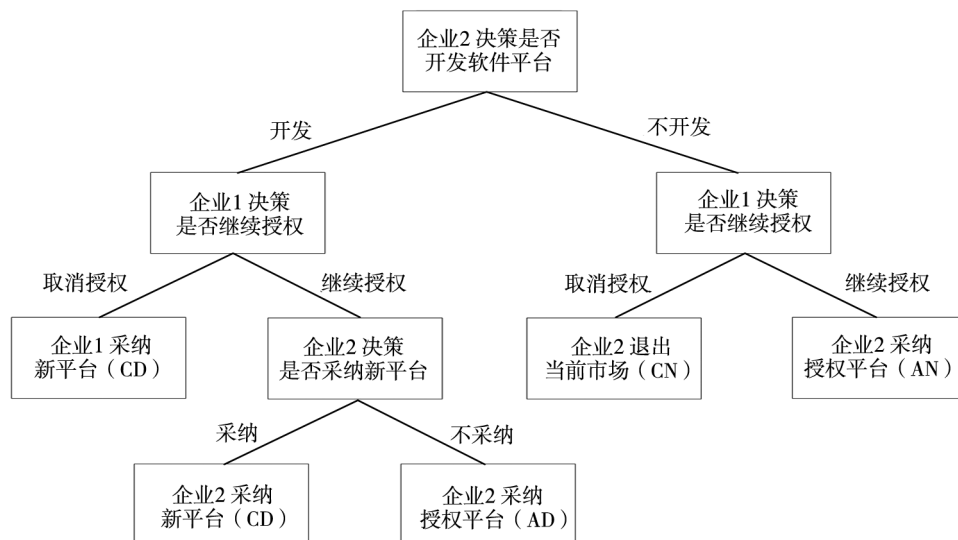 企业2 决策是否
开发软件平台
开发
不开发
企业1 决策
是否继续授权
企业1 决策
是否继续授权
取消授权
继续授权
取消授权
继续授权
企业1 采纳
新平台（CD）
企业2 决策
是否采纳新平台
企业2 退出
当前市场（CN）
企业2 采纳
授权平台（AN）
采纳
不采纳
企业2 采纳
新平台（CD）
企业2 采纳
授权平台（AD）